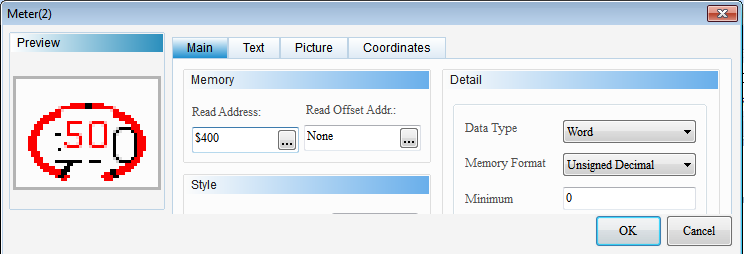 Meter(2)
Preview
50
Main
Text
Picture
Coordinates
Memory
Read Address:
Read Offset Addr.:
$400
...
None
...
Style
Detail
Data Type
Word
Memory Format
Unsigned Decimal
Minimum
0
OK
Cancel